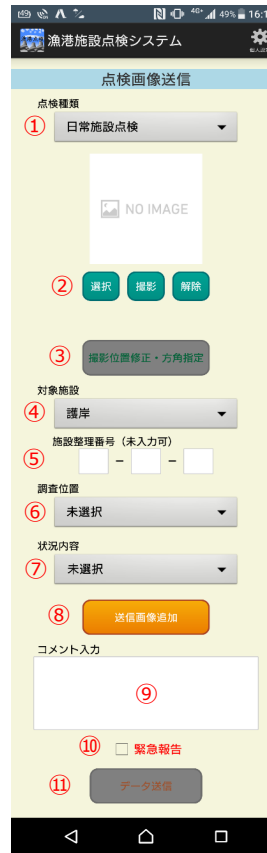 4G+ 49% 16:1
漁港施設点検システム
点検画像送信
点検種類
① 日常施設点検
NO IMAGE
② 選択 撮影 解除
③ 撮影位置修正・方角指定
対象施設
④ 護岸
施設整理番号（未入力可）
⑤ － －
調査位置
⑥ 未選択
状況内容
⑦ 未選択
⑧ 送信画像追加
コメント入力
⑨
⑩ 緊急報告
⑪ データ送信